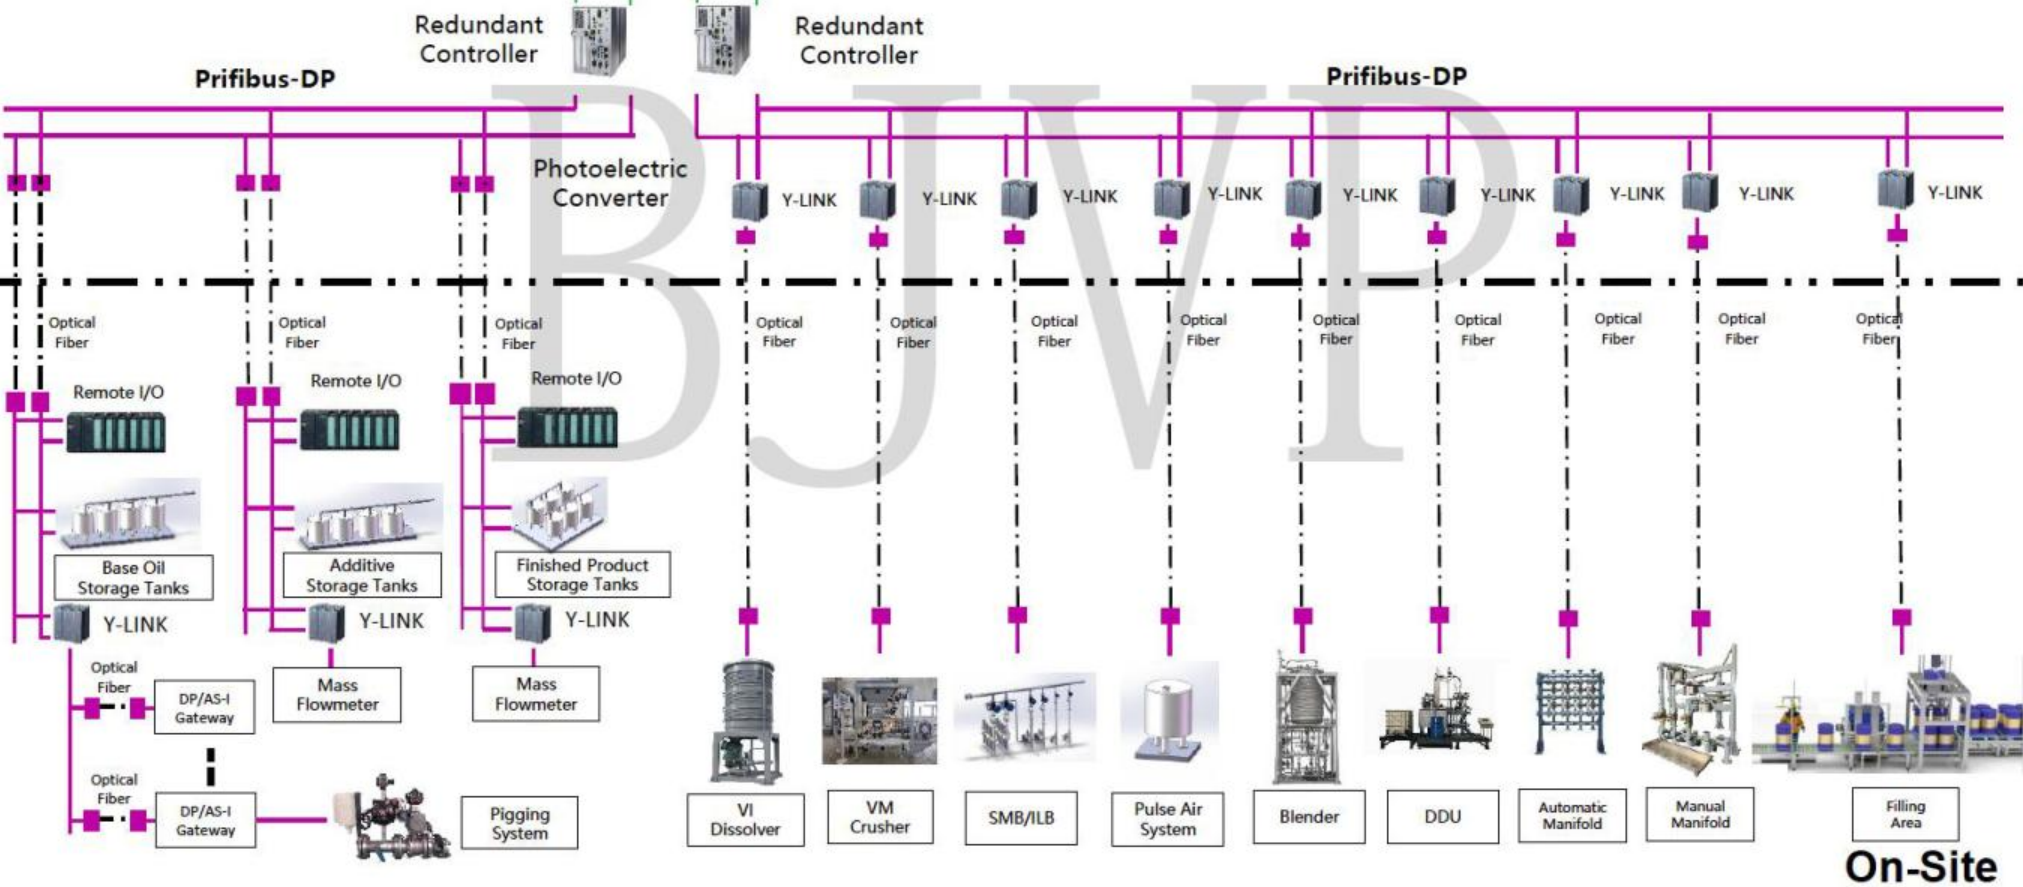 Redundant
Controller
Redundant
Controller
Prifibus-DP
Prifibus-DP
Photoelectric
Converter
Y-LINK
Y-LINK
Y-LINK
Y-LINK
Y-LINK
Y-LINK
Y-LINK
Y-LINK
Y-LINK
BJVP
Optical
Fiber
Optical
Fiber
Optical
Fiber
Optical
Fiber
Optical
Fiber
Optical
Fiber
Optical
Fiber
Optical
Fiber
Optical
Fiber
Optical
Fiber
Optical
Fiber
Optical
Fiber
Remote I/O
Remote I/O
Remote I/O
Base Oil
Storage Tanks
Additive
Storage Tanks
Finished Product
Storage Tanks
Y-LINK
Y-LINK
Y-LINK
Optical
Fiber
DP/AS-I
Gateway
Mass
Flowmeter
Mass
Flowmeter
Optical
Fiber
DP/AS-I
Gateway
Pigging
System
VI
Dissolver
VM
Crusher
SMB/ILB
Pulse Air
System
Blender
DDU
Automatic
Manifold
Manual
Manifold
Filling
Area
On-Site